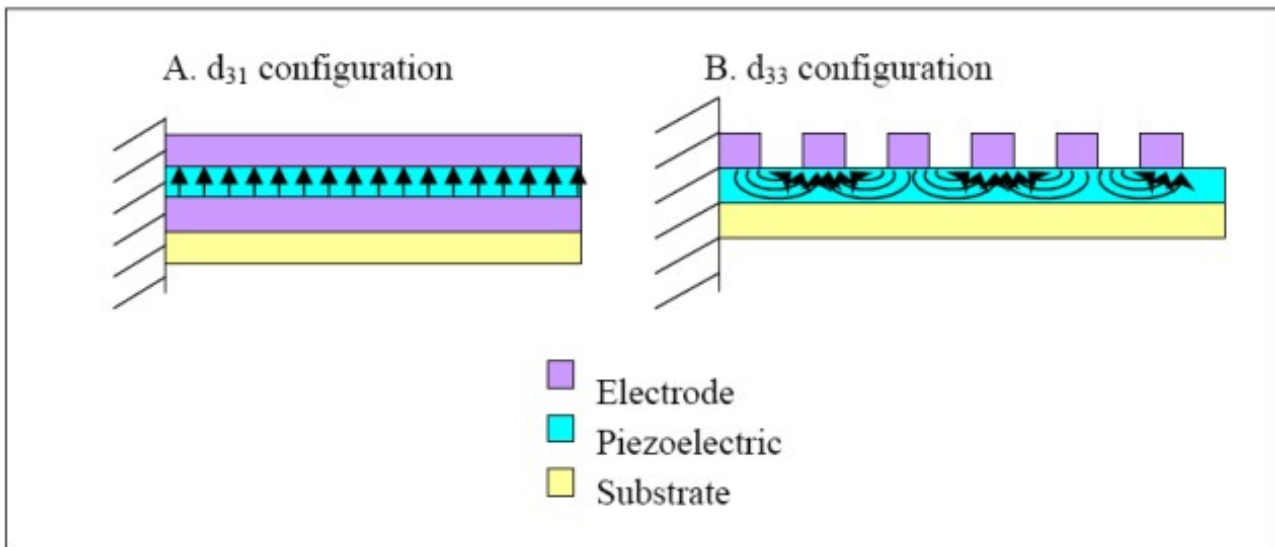 A. d₃₁ configuration
B. d₃₃ configuration
Electrode
Piezoelectric
Substrate